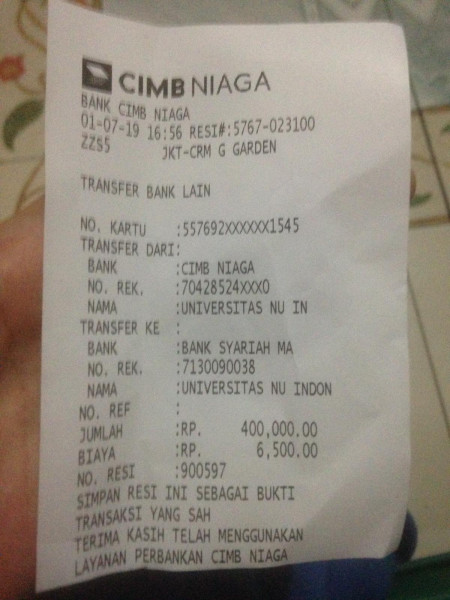 CIMB NIAGA
BANK CIMB NIAGA
01-07-19 16:56 RESI#:5767-023100
ZZS5 JKT-CRM G GARDEN
TRANSFER BANK LAIN
NO. KARTU :557692XXXXXX1545
TRANSFER DARI:
BANK :CIMB NIAGA
NO. REK. :70428524XXX0
NAMA :UNIVERSITAS NU IN
TRANSFER KE :
BANK :BANK SYARIAH MA
NO. REK. :7130090038
NAMA :UNIVERSITAS NU INDON
NO. REF :
JUMLAH :RP. 400,000.00
BIAYA :RP. 6,500.00
NO. RESI :900597
SIMPAN RESI INI SEBAGAI BUKTI
TRANSAKSI YANG SAH
TERIMA KASIH TELAH MENGGUNAKAN
LAYANAN PERBANKAN CIMB NIAGA